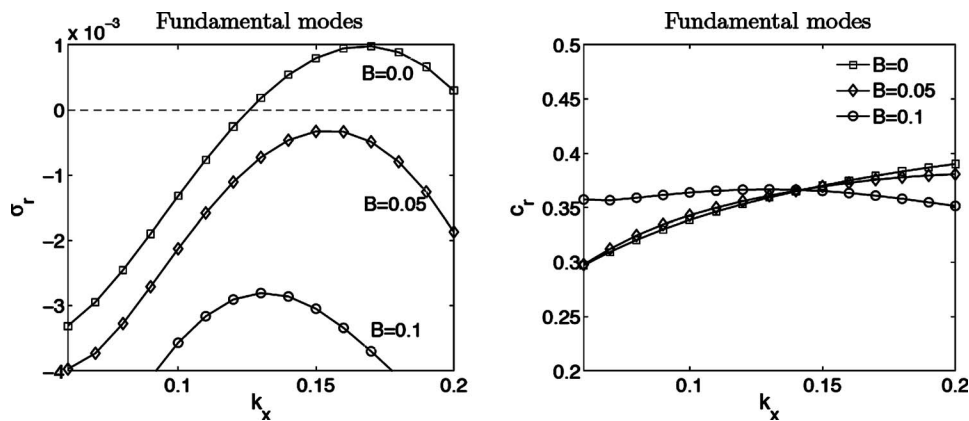 Fundamental modes
× 10⁻³
1
0
−1
−2
−3
−4
0.1
0.15
0.2
σr
kx
B=0.0
B=0.05
B=0.1
Fundamental modes
0.5
0.45
0.4
0.35
0.3
0.25
0.2
0.1
0.15
0.2
cr
kx
B=0
B=0.05
B=0.1